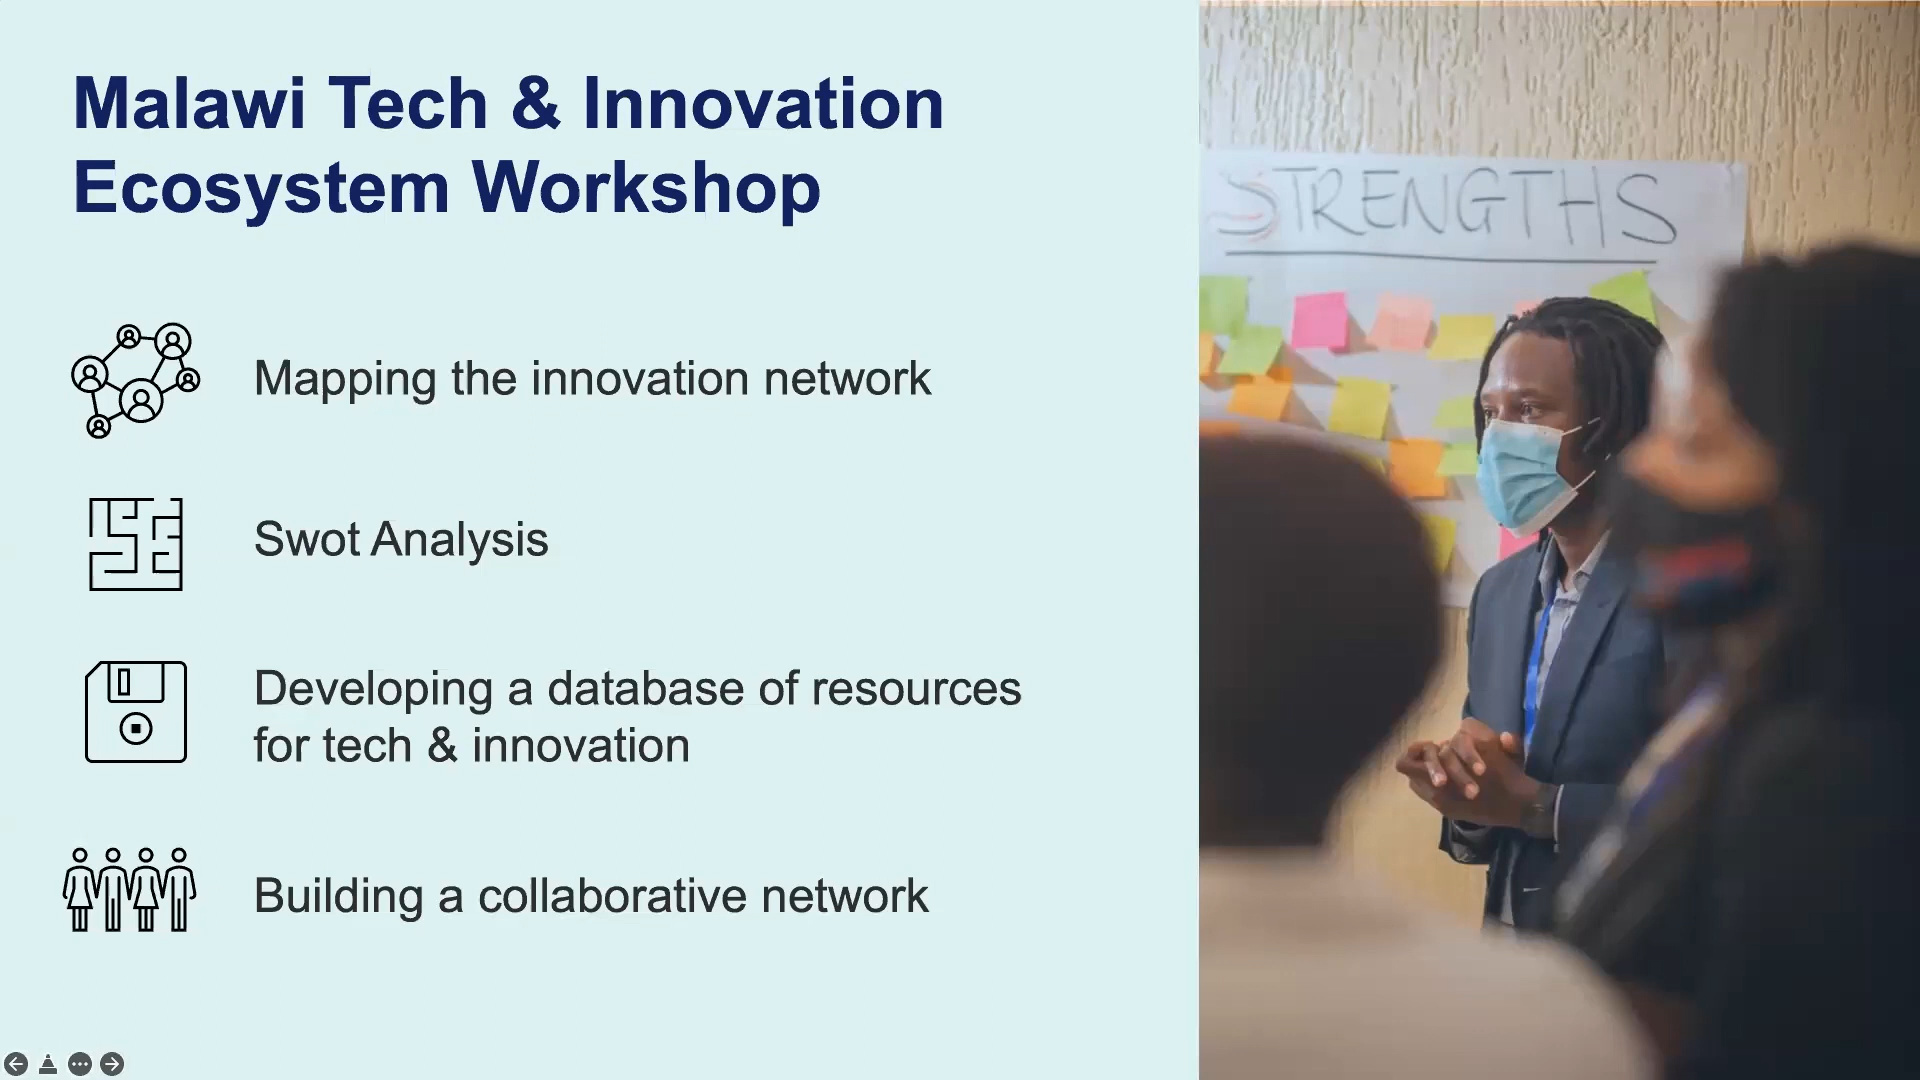 Malawi Tech & Innovation
Ecosystem Workshop
Mapping the innovation network
Swot Analysis
Developing a database of resources
for tech & innovation
Building a collaborative network
STRENGTHS